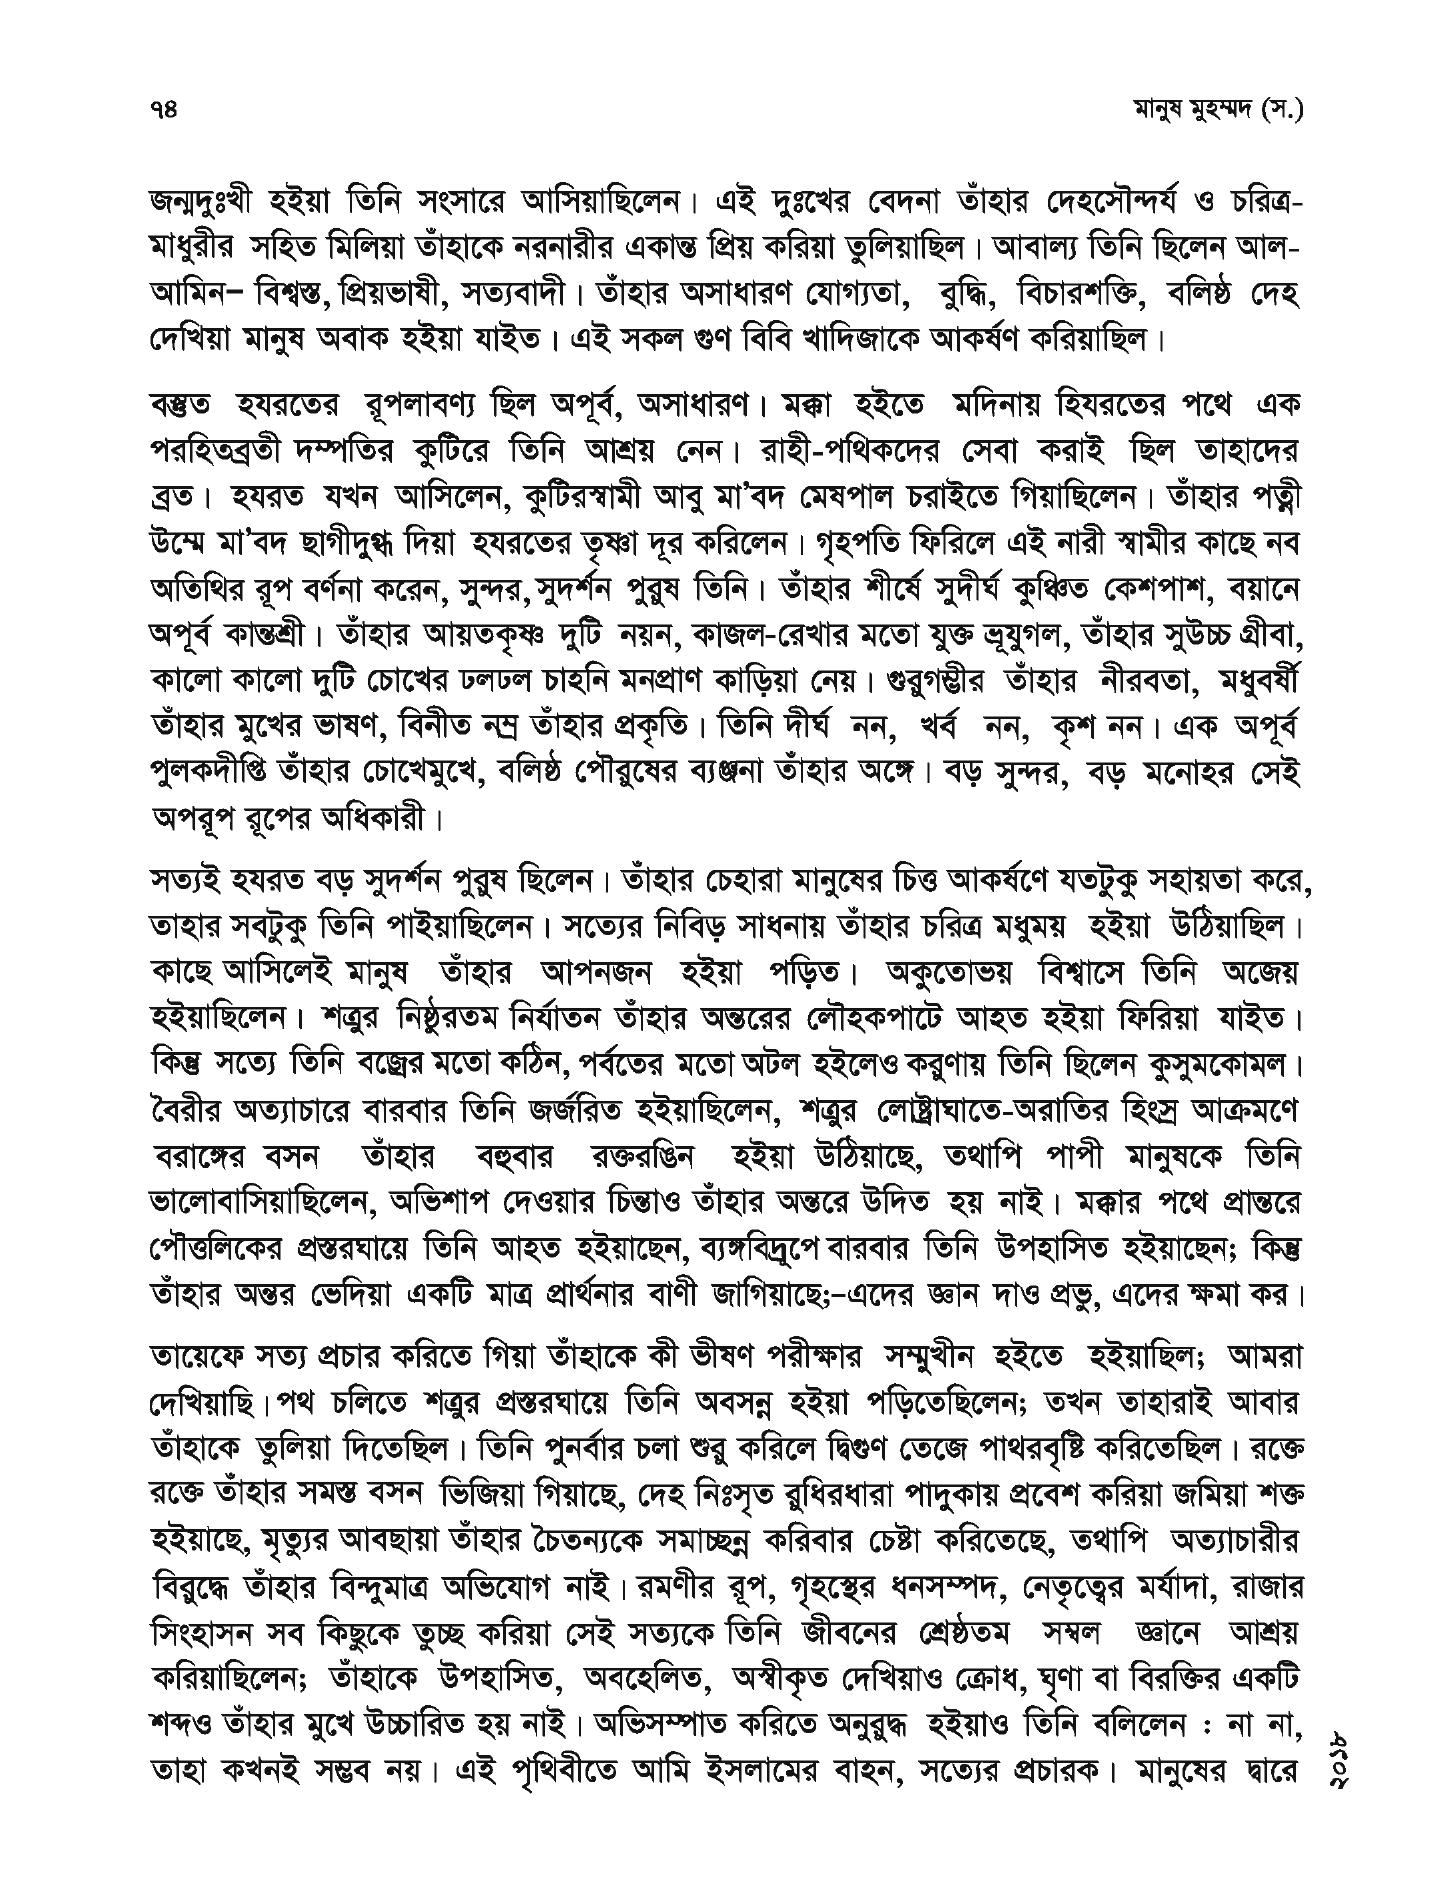 ৭৪
মানুষ মুহম্মদ (স.)
জন্মদুঃখী হইয়া তিনি সংসারে আসিয়াছিলেন। এই দুঃখের বেদনা তাঁহার দেহসৌন্দর্য ও চরিত্র-
মাধুরীর সহিত মিলিয়া তাঁহাকে নরনারীর একান্ত প্রিয় করিয়া তুলিয়াছিল। আবাল্য তিনি ছিলেন আল-
আমিন– বিশ্বস্ত, প্রিয়ভাষী, সত্যবাদী। তাঁহার অসাধারণ যোগ্যতা, বুদ্ধি, বিচারশক্তি, বলিষ্ঠ দেহ
দেখিয়া মানুষ অবাক হইয়া যাইত। এই সকল গুণ বিবি খাদিজাকে আকর্ষণ করিয়াছিল।
বস্তুত হযরতের রূপলাবণ্য ছিল অপূর্ব, অসাধারণ। মক্কা হইতে মদিনায় হিযরতের পথে এক
পরহিতব্রতী দম্পতির কুটিরে তিনি আশ্রয় নেন। রাহী-পথিকদের সেবা করাই ছিল তাহাদের
ব্রত। হযরত যখন আসিলেন, কুটিরস্বামী আবু মা’বদ মেষপাল চরাইতে গিয়াছিলেন। তাঁহার পত্নী
উম্মে মা’বদ ছাগীদুগ্ধ দিয়া হযরতের তৃষ্ণা দূর করিলেন। গৃহপতি ফিরিলে এই নারী স্বামীর কাছে নব
অতিথির রূপ বর্ণনা করেন, সুন্দর, সুদর্শন পুরুষ তিনি। তাঁহার শীর্ষে সুদীর্ঘ কুঞ্চিত কেশপাশ, বয়ানে
অপূর্ব কান্তশ্রী। তাঁহার আয়তকৃষ্ণ দুটি নয়ন, কাজল-রেখার মতো যুক্ত ভ্রূযুগল, তাঁহার সুউচ্চ গ্রীবা,
কালো কালো দুটি চোখের ঢলঢল চাহনি মনপ্রাণ কাড়িয়া নেয়। গুরুগম্ভীর তাঁহার নীরবতা, মধুবর্ষী
তাঁহার মুখের ভাষণ, বিনীত নম্র তাঁহার প্রকৃতি। তিনি দীর্ঘ নন, খর্ব নন, কৃশ নন। এক অপূর্ব
পুলকদীপ্তি তাঁহার চোখেমুখে, বলিষ্ঠ পৌরুষের ব্যঞ্জনা তাঁহার অঙ্গে। বড় সুন্দর, বড় মনোহর সেই
অপরূপ রূপের অধিকারী।
সত্যই হযরত বড় সুদর্শন পুরুষ ছিলেন। তাঁহার চেহারা মানুষের চিত্ত আকর্ষণে যতটুকু সহায়তা করে,
তাহার সবটুকু তিনি পাইয়াছিলেন। সত্যের নিবিড় সাধনায় তাঁহার চরিত্র মধুময় হইয়া উঠিয়াছিল।
কাছে আসিলেই মানুষ তাঁহার আপনজন হইয়া পড়িত। অকুতোভয় বিশ্বাসে তিনি অজেয়
হইয়াছিলেন। শত্রুর নিষ্ঠুরতম নির্যাতন তাঁহার অন্তরের লৌহকপাটে আহত হইয়া ফিরিয়া যাইত।
কিন্তু সত্যে তিনি বজ্রের মতো কঠিন, পর্বতের মতো অটল হইলেও করুণায় তিনি ছিলেন কুসুমকোমল।
বৈরীর অত্যাচারে বারবার তিনি জর্জরিত হইয়াছিলেন, শত্রুর লোষ্ট্রাঘাতে-অরাতির হিংস্র আক্রমণে
বরাঙ্গের বসন তাঁহার বহুবার রক্তরঙিন হইয়া উঠিয়াছে, তথাপি পাপী মানুষকে তিনি
ভালোবাসিয়াছিলেন, অভিশাপ দেওয়ার চিন্তাও তাঁহার অন্তরে উদিত হয় নাই। মক্কার পথে প্রান্তরে
পৌত্তলিকের প্রস্তরঘায়ে তিনি আহত হইয়াছেন, ব্যঙ্গবিদ্রূপে বারবার তিনি উপহাসিত হইয়াছেন; কিন্তু
তাঁহার অন্তর ভেদিয়া একটি মাত্র প্রার্থনার বাণী জাগিয়াছে;–এদের জ্ঞান দাও প্রভু, এদের ক্ষমা কর।
তায়েফে সত্য প্রচার করিতে গিয়া তাঁহাকে কী ভীষণ পরীক্ষার সম্মুখীন হইতে হইয়াছিল; আমরা
দেখিয়াছি। পথ চলিতে শত্রুর প্রস্তরঘায়ে তিনি অবসন্ন হইয়া পড়িতেছিলেন; তখন তাহারাই আবার
তাঁহাকে তুলিয়া দিতেছিল। তিনি পুনর্বার চলা শুরু করিলে দ্বিগুণ তেজে পাথরবৃষ্টি করিতেছিল। রক্তে
রক্তে তাঁহার সমস্ত বসন ভিজিয়া গিয়াছে, দেহ নিঃসৃত রুধিরধারা পাদুকায় প্রবেশ করিয়া জমিয়া শক্ত
হইয়াছে, মৃত্যুর আবছায়া তাঁহার চৈতন্যকে সমাচ্ছন্ন করিবার চেষ্টা করিতেছে, তথাপি অত্যাচারীর
বিরুদ্ধে তাঁহার বিন্দুমাত্র অভিযোগ নাই। রমণীর রূপ, গৃহস্থের ধনসম্পদ, নেতৃত্বের মর্যাদা, রাজার
সিংহাসন সব কিছুকে তুচ্ছ করিয়া সেই সত্যকে তিনি জীবনের শ্রেষ্ঠতম সম্বল জ্ঞানে আশ্রয়
করিয়াছিলেন; তাঁহাকে উপহাসিত, অবহেলিত, অস্বীকৃত দেখিয়াও ক্রোধ, ঘৃণা বা বিরক্তির একটি
শব্দও তাঁহার মুখে উচ্চারিত হয় নাই। অভিসম্পাত করিতে অনুরুদ্ধ হইয়াও তিনি বলিলেন : না না,
তাহা কখনই সম্ভব নয়। এই পৃথিবীতে আমি ইসলামের বাহন, সত্যের প্রচারক। মানুষের দ্বারে
২০১৮